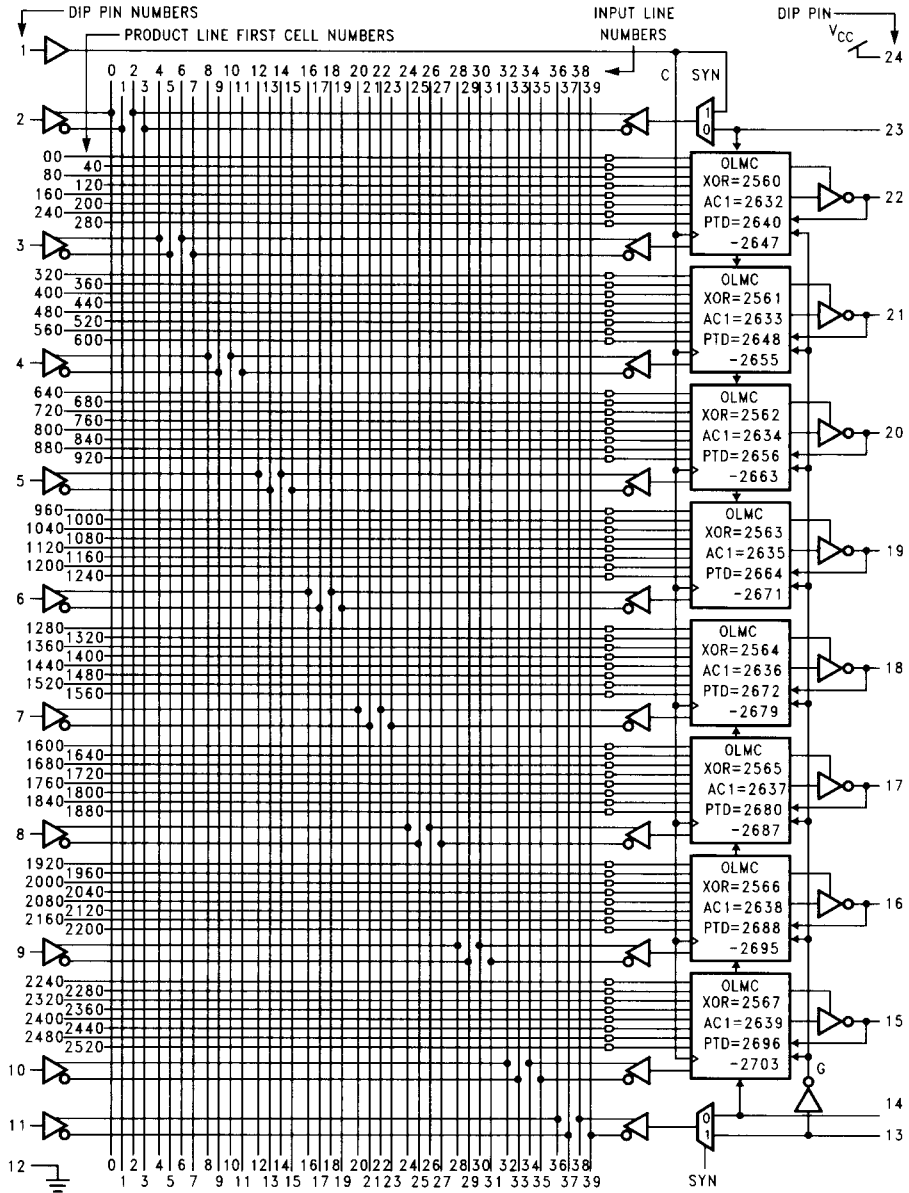 DIP PIN NUMBERS
INPUT LINE NUMBERS
DIP PIN
PRODUCT LINE FIRST CELL NUMBERS
VCC
1
24
0 2 4 6 8 10 12 14 16 18 20 22 24 26 28 30 32 34 36 38
1 3 5 7 9 11 13 15 17 19 21 23 25 27 29 31 33 35 37 39
C SYN
2
1
0
23
00
40
80
120
160
200
240
280
OLMC
XOR=2560
AC1=2632
PTD=2640
-2647
22
3
320
360
400
440
480
520
560
600
OLMC
XOR=2561
AC1=2633
PTD=2648
-2655
21
4
640
680
720
760
800
840
880
920
OLMC
XOR=2562
AC1=2634
PTD=2656
-2663
20
5
960
1000
1040
1080
1120
1160
1200
1240
OLMC
XOR=2563
AC1=2635
PTD=2664
-2671
19
6
1280
1320
1360
1400
1440
1480
1520
1560
OLMC
XOR=2564
AC1=2636
PTD=2672
-2679
18
7
1600
1640
1680
1720
1760
1800
1840
1880
OLMC
XOR=2565
AC1=2637
PTD=2680
-2687
17
8
1920
1960
2000
2040
2080
2120
2160
2200
OLMC
XOR=2566
AC1=2638
PTD=2688
-2695
16
9
2240
2280
2320
2360
2400
2440
2480
2520
OLMC
XOR=2567
AC1=2639
PTD=2696
-2703
15
10
G
14
11
0
1
13
12
0 2 4 6 8 10 12 14 16 18 20 22 24 26 28 30 32 34 36 38
1 3 5 7 9 11 13 15 17 19 21 23 25 27 29 31 33 35 37 39
SYN